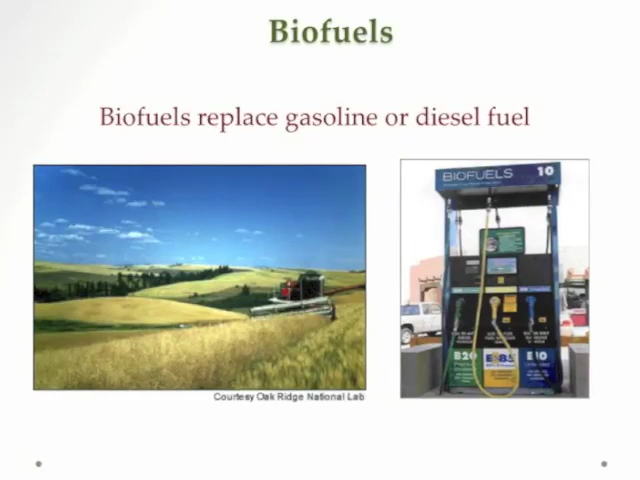 Biofuels
Biofuels replace gasoline or diesel fuel
BIOFUELS 10
B20
E85
E10
Courtesy Oak Ridge National Lab